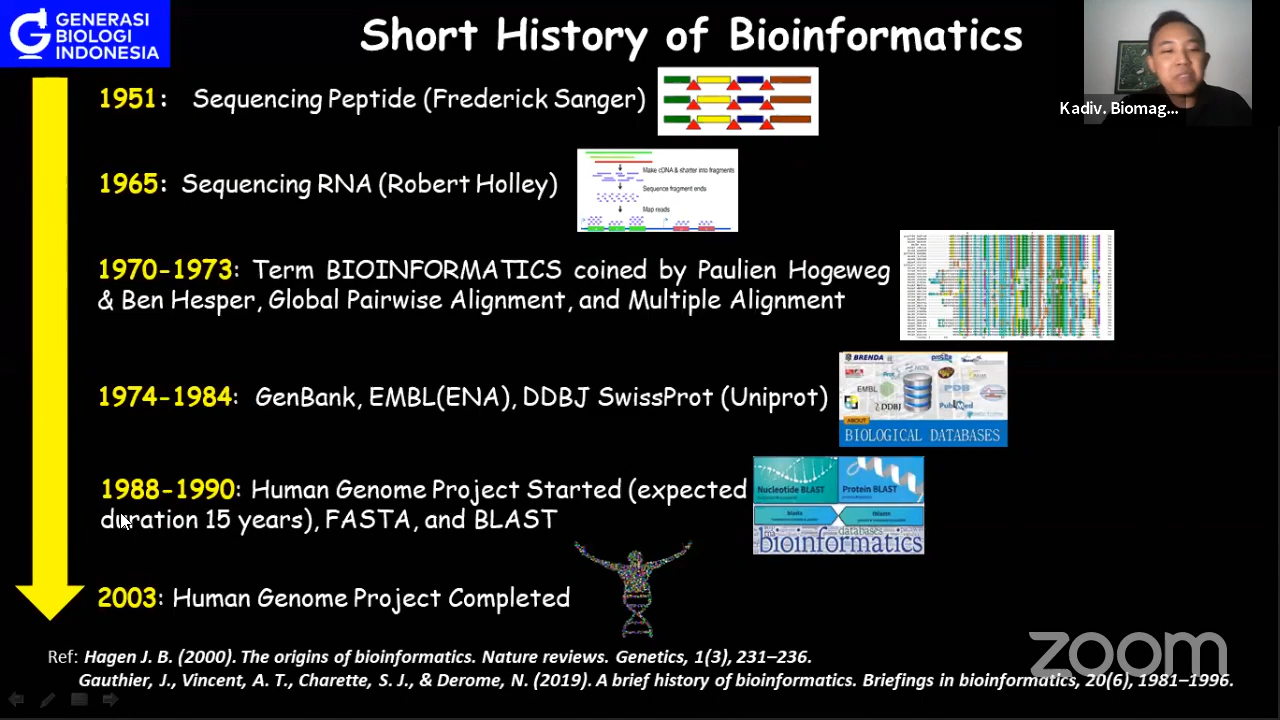 GENERASI
BIOLOGI
INDONESIA
Short History of Bioinformatics
Kadiv. Biomag...
1951: Sequencing Peptide (Frederick Sanger)
1965: Sequencing RNA (Robert Holley)
Make cDNA & shatter into fragments
Sequence fragment ends
Map reads
1970-1973: Term BIOINFORMATICS coined by Paulien Hogeweg
& Ben Hesper, Global Pairwise Alignment, and Multiple Alignment
1974-1984: GenBank, EMBL(ENA), DDBJ SwissProt (Uniprot)
BRENDA
EMBL
PDB
DDBJ
PubMed
ABOUT
BIOLOGICAL DATABASES
1988-1990: Human Genome Project Started (expected
duration 15 years), FASTA, and BLAST
Nucleotide BLAST
Protein BLAST
blastx
tblastn
databases
bioinformatics
2003: Human Genome Project Completed
Ref: Hagen J. B. (2000). The origins of bioinformatics. Nature reviews. Genetics, 1(3), 231–236.
Gauthier, J., Vincent, A. T., Charette, S. J., & Derome, N. (2019). A brief history of bioinformatics. Briefings in bioinformatics, 20(6), 1981–1996.
zoom